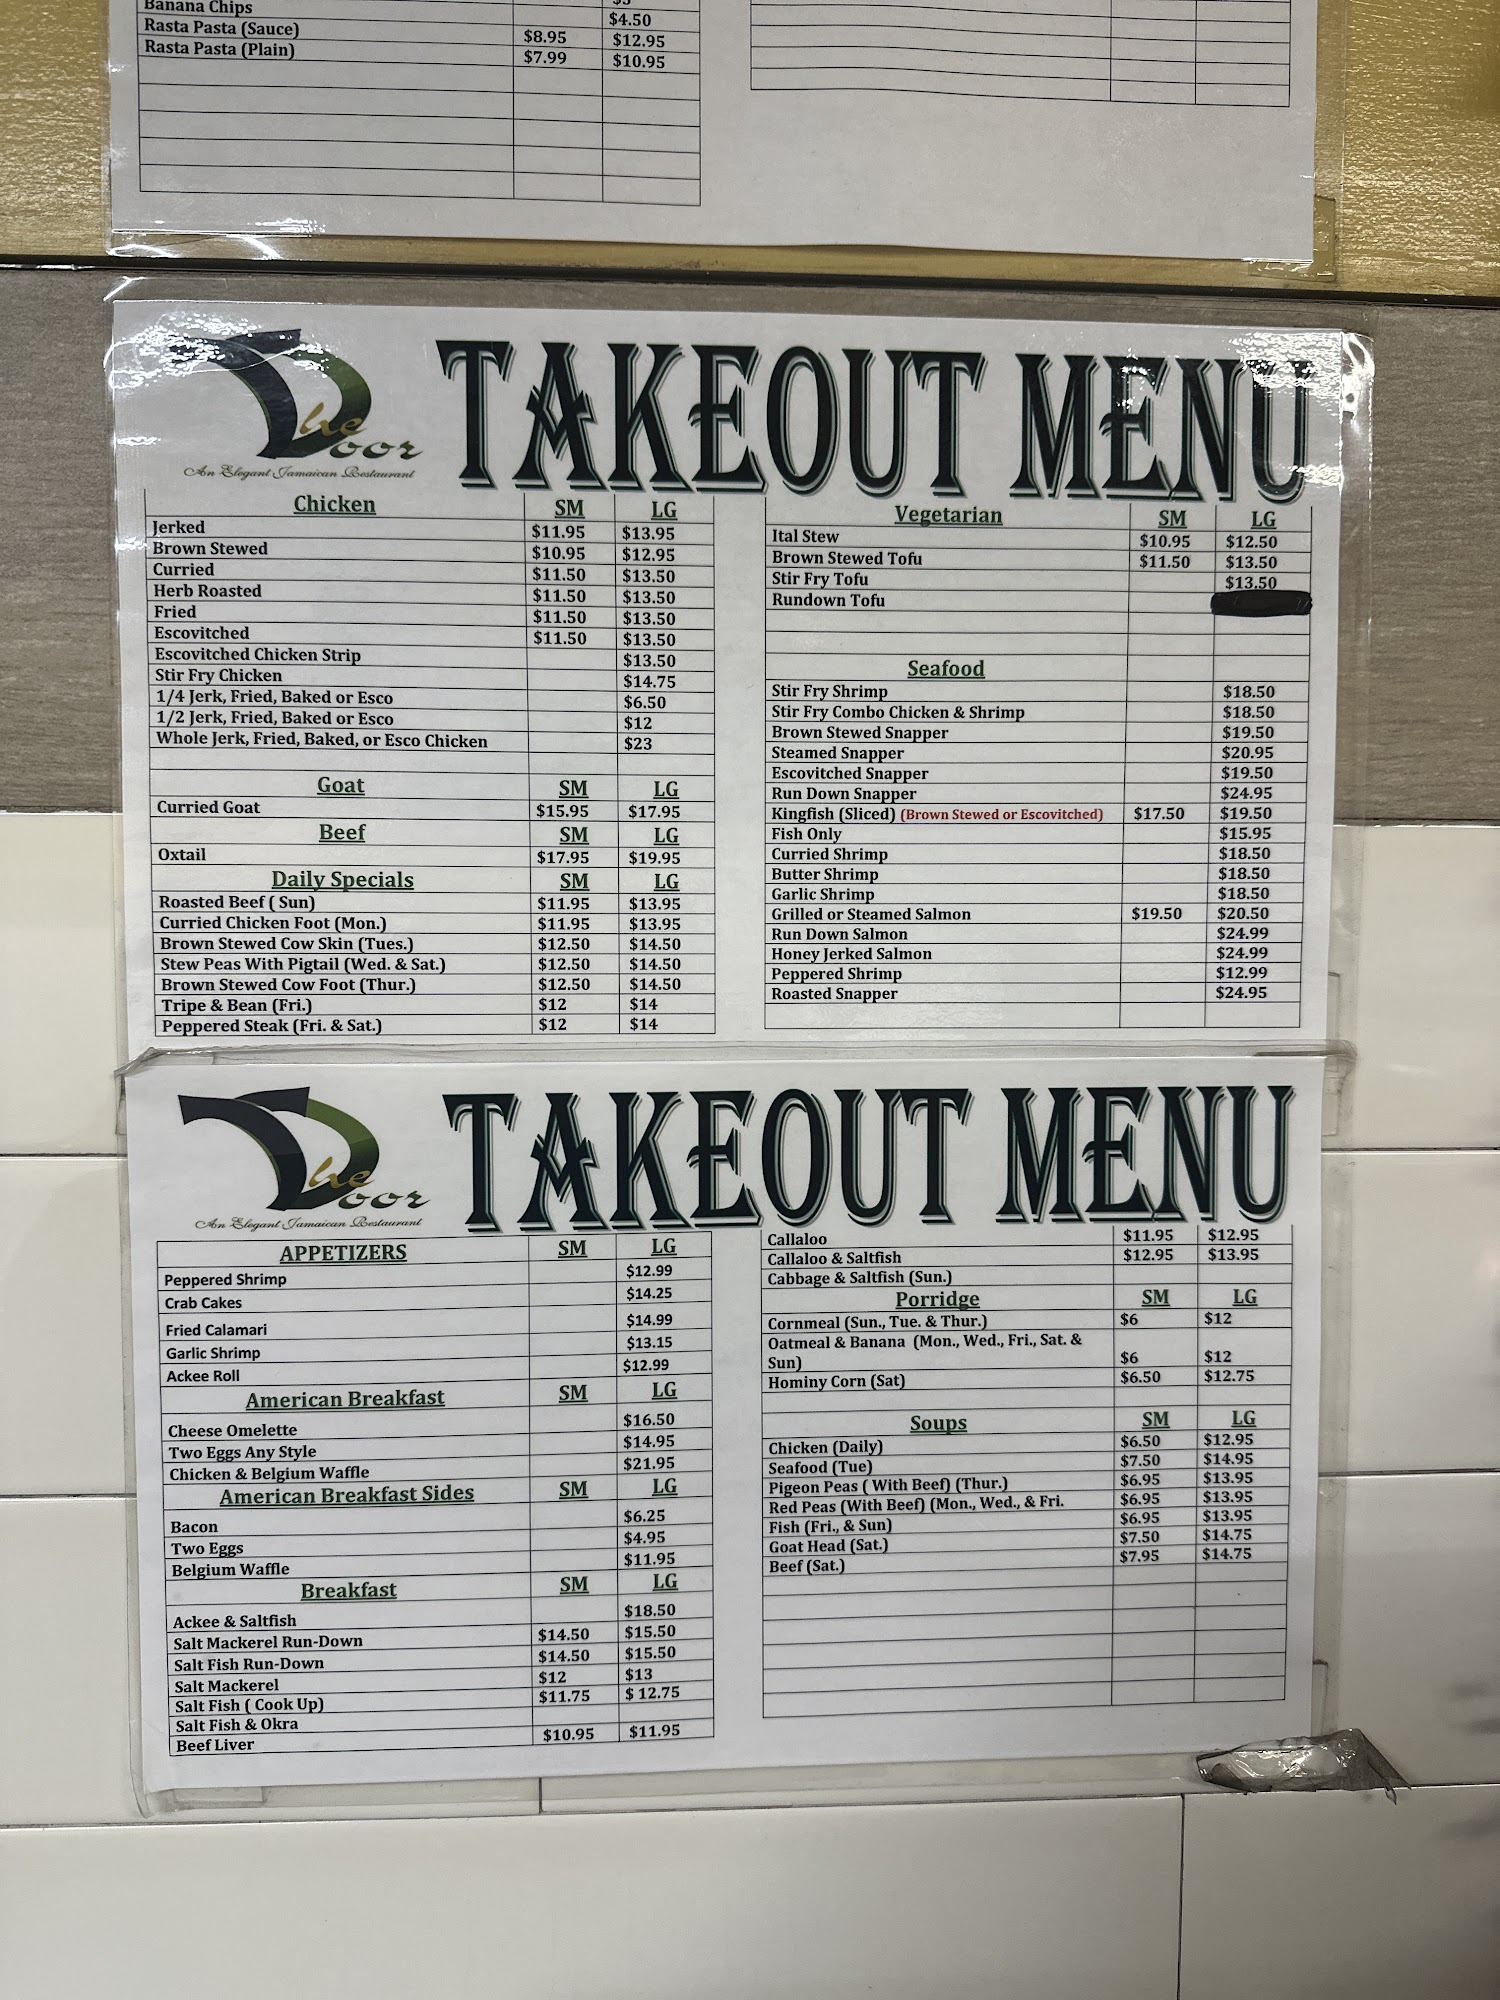 Banana Chips
$4.50
Rasta Pasta (Sauce) $8.95 $12.95
Rasta Pasta (Plain) $7.99 $10.95
The Door
An Elegant Jamaican Restaurant
TAKEOUT MENU
Chicken SM LG
Jerked $11.95 $13.95
Brown Stewed $10.95 $12.95
Curried $11.50 $13.50
Herb Roasted $11.50 $13.50
Fried $11.50 $13.50
Escovitched $11.50 $13.50
Escovitched Chicken Strip $13.50
Stir Fry Chicken $14.75
1/4 Jerk, Fried, Baked or Esco $6.50
1/2 Jerk, Fried, Baked or Esco $12
Whole Jerk, Fried, Baked, or Esco Chicken $23
Goat SM LG
Curried Goat $15.95 $17.95
Beef SM LG
Oxtail $17.95 $19.95
Daily Specials SM LG
Roasted Beef ( Sun) $11.95 $13.95
Curried Chicken Foot (Mon.) $11.95 $13.95
Brown Stewed Cow Skin (Tues.) $12.50 $14.50
Stew Peas With Pigtail (Wed. & Sat.) $12.50 $14.50
Brown Stewed Cow Foot (Thur.) $12.50 $14.50
Tripe & Bean (Fri.) $12 $14
Peppered Steak (Fri. & Sat.) $12 $14
Vegetarian SM LG
Ital Stew $10.95 $12.50
Brown Stewed Tofu $11.50 $13.50
Stir Fry Tofu $13.50
Rundown Tofu
Seafood
Stir Fry Shrimp $18.50
Stir Fry Combo Chicken & Shrimp $18.50
Brown Stewed Snapper $19.50
Steamed Snapper $20.95
Escovitched Snapper $19.50
Run Down Snapper $24.95
Kingfish (Sliced) (Brown Stewed or Escovitched) $17.50 $19.50
Fish Only $15.95
Curried Shrimp $18.50
Butter Shrimp $18.50
Garlic Shrimp $18.50
Grilled or Steamed Salmon $19.50 $20.50
Run Down Salmon $24.99
Honey Jerked Salmon $24.99
Peppered Shrimp $12.99
Roasted Snapper $24.95
The Door
An Elegant Jamaican Restaurant
TAKEOUT MENU
APPETIZERS SM LG
Peppered Shrimp $12.99
Crab Cakes $14.25
Fried Calamari $14.99
Garlic Shrimp $13.15
Ackee Roll $12.99
American Breakfast SM LG
Cheese Omelette $16.50
Two Eggs Any Style $14.95
Chicken & Belgium Waffle $21.95
American Breakfast Sides SM LG
Bacon $6.25
Two Eggs $4.95
Belgium Waffle $11.95
Breakfast SM LG
Ackee & Saltfish $18.50
Salt Mackerel Run-Down $14.50 $15.50
Salt Fish Run-Down $14.50 $15.50
Salt Mackerel $12 $13
Salt Fish ( Cook Up) $11.75 $ 12.75
Salt Fish & Okra
Beef Liver $10.95 $11.95
Callaloo $11.95 $12.95
Callaloo & Saltfish $12.95 $13.95
Cabbage & Saltfish (Sun.)
Porridge SM LG
Cornmeal (Sun., Tue. & Thur.) $6 $12
Oatmeal & Banana (Mon., Wed., Fri., Sat. &
Sun) $6 $12
Hominy Corn (Sat) $6.50 $12.75
Soups SM LG
Chicken (Daily) $6.50 $12.95
Seafood (Tue) $7.50 $14.95
Pigeon Peas ( With Beef) (Thur.) $6.95 $13.95
Red Peas (With Beef) (Mon., Wed., & Fri. $6.95 $13.95
Fish (Fri., & Sun) $6.95 $13.95
Goat Head (Sat.) $7.50 $14.75
Beef (Sat.) $7.95 $14.75